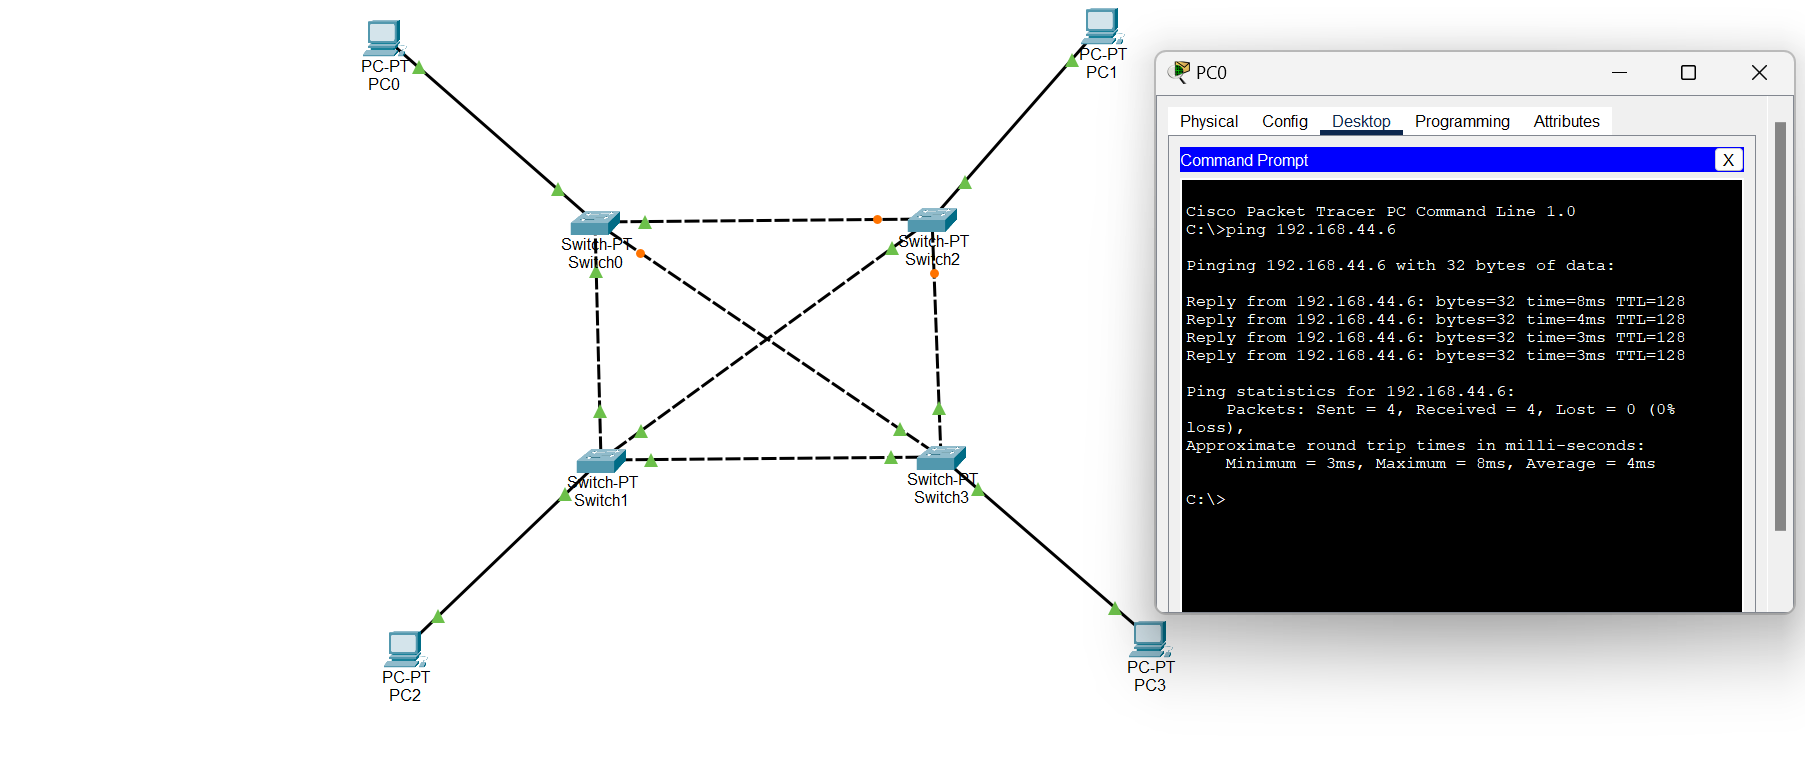 PC-PT
PC0
PC-PT
PC1
Switch-PT
Switch0
Switch-PT
Switch2
Switch-PT
Switch1
Switch-PT
Switch3
PC-PT
PC2
PC-PT
PC3
PC0
Physical Config Desktop Programming Attributes
Command Prompt X
Cisco Packet Tracer PC Command Line 1.0
C:\>ping 192.168.44.6
Pinging 192.168.44.6 with 32 bytes of data:
Reply from 192.168.44.6: bytes=32 time=8ms TTL=128
Reply from 192.168.44.6: bytes=32 time=4ms TTL=128
Reply from 192.168.44.6: bytes=32 time=3ms TTL=128
Reply from 192.168.44.6: bytes=32 time=3ms TTL=128
Ping statistics for 192.168.44.6:
Packets: Sent = 4, Received = 4, Lost = 0 (0%
loss),
Approximate round trip times in milli-seconds:
Minimum = 3ms, Maximum = 8ms, Average = 4ms
C:\>